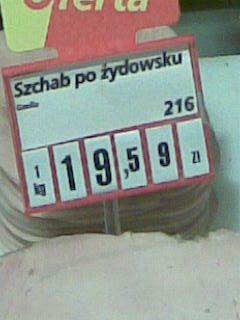 Oferta
Szchab po żydowsku
216
1 kg 19,59 zł